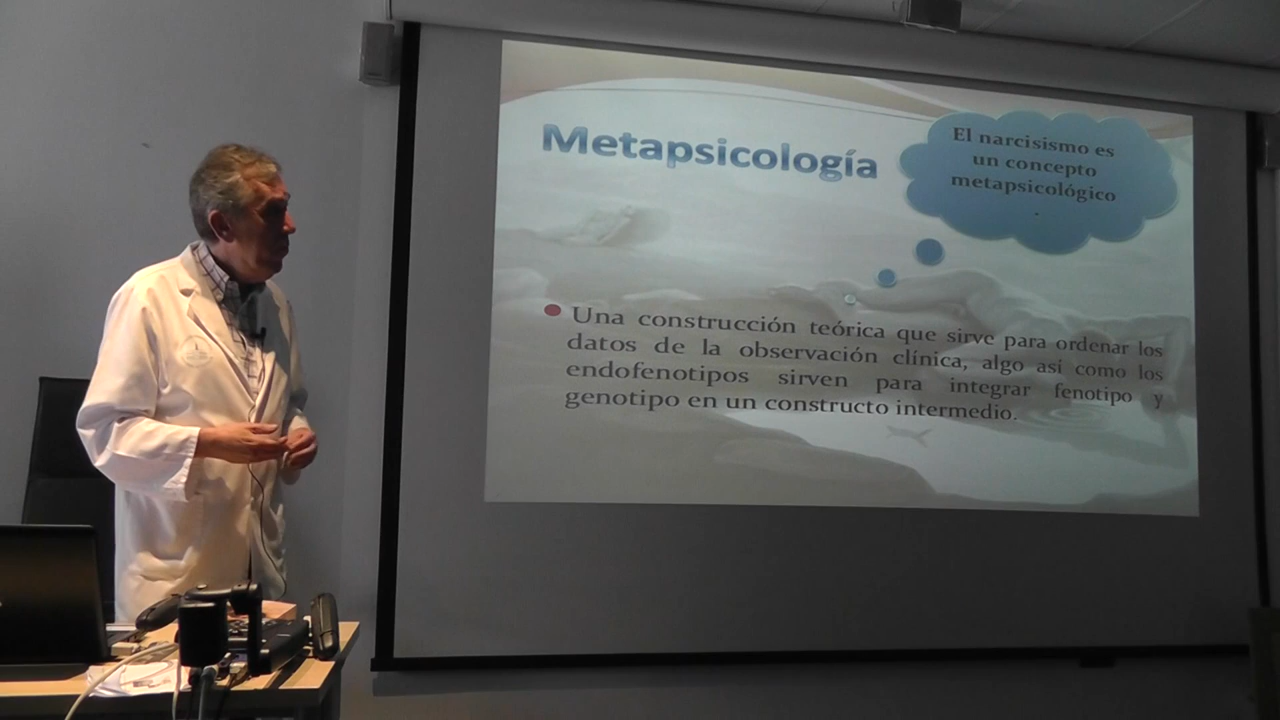 Metapsicología
El narcisismo es
un concepto
metapsicológico
.
Una construcción teórica que sirve para ordenar los
datos de la observación clínica, algo así como los
endofenotipos sirven para integrar fenotipo y
genotipo en un constructo intermedio.